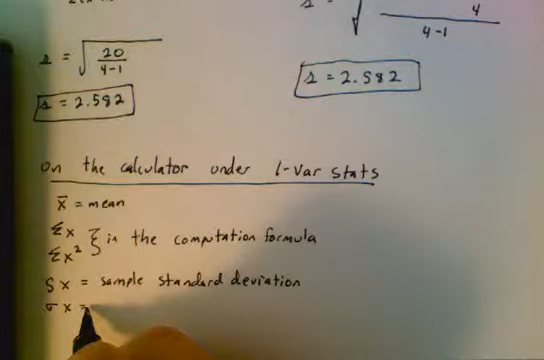 s = √ 20 / 4-1
s = 2.582
4
4-1
s = 2.582
on the calculator under 1-Var stats
x̄ = mean
Σx
Σx² } in the computation formula
Sx = sample standard deviation
σx =